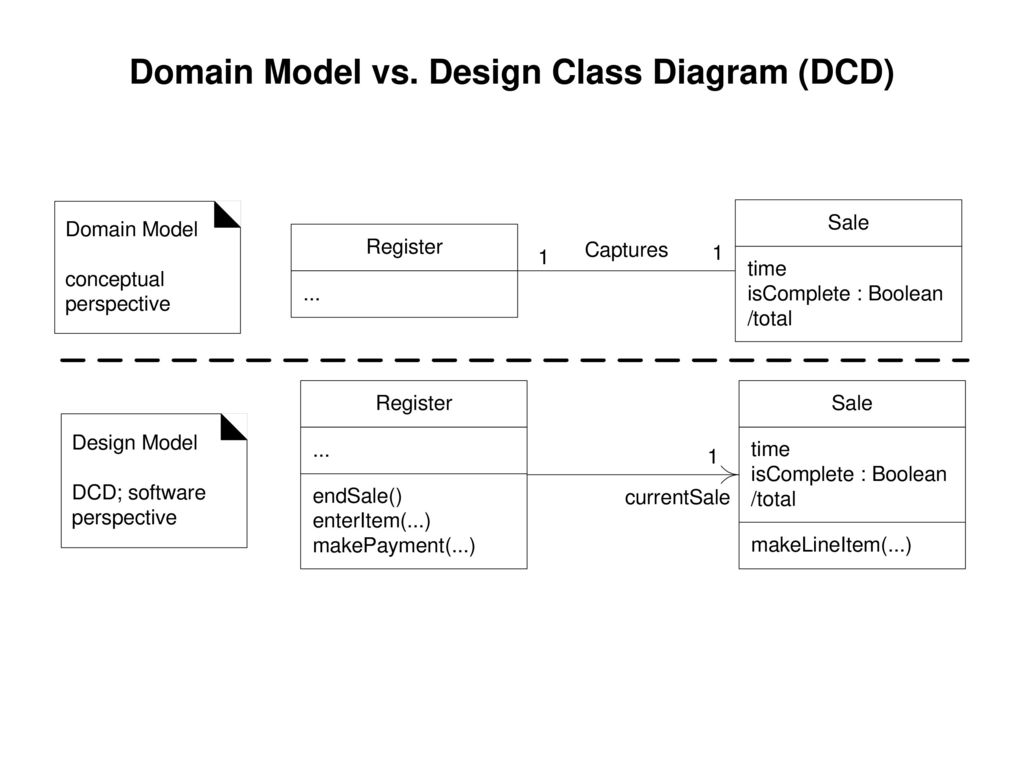 Domain Model vs. Design Class Diagram (DCD)
Domain Model
conceptual
perspective
Register
...
1
Captures
1
Sale
time
isComplete : Boolean
/total
Design Model
DCD; software
perspective
Register
...
endSale()
enterItem(...)
makePayment(...)
1
currentSale
Sale
time
isComplete : Boolean
/total
makeLineItem(...)